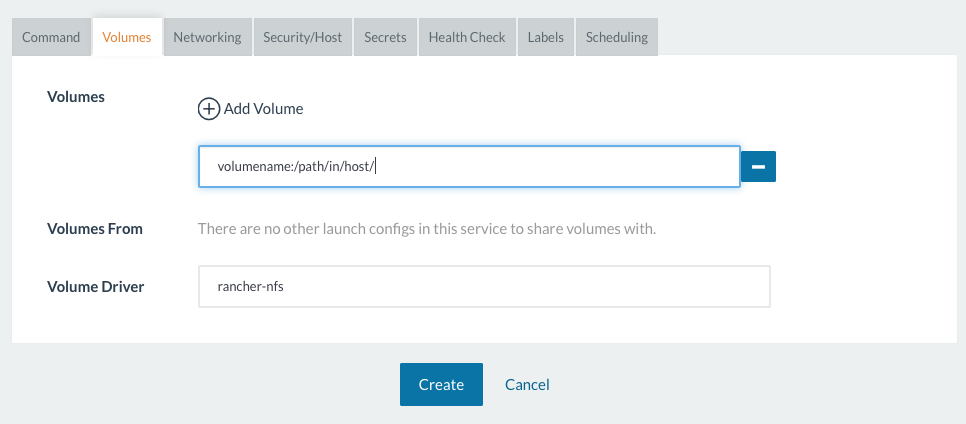 Command Volumes Networking Security/Host Secrets Health Check Labels Scheduling
Volumes
Add Volume
volumename:/path/in/host/
Volumes From There are no other launch configs in this service to share volumes with.
Volume Driver rancher-nfs
Create Cancel